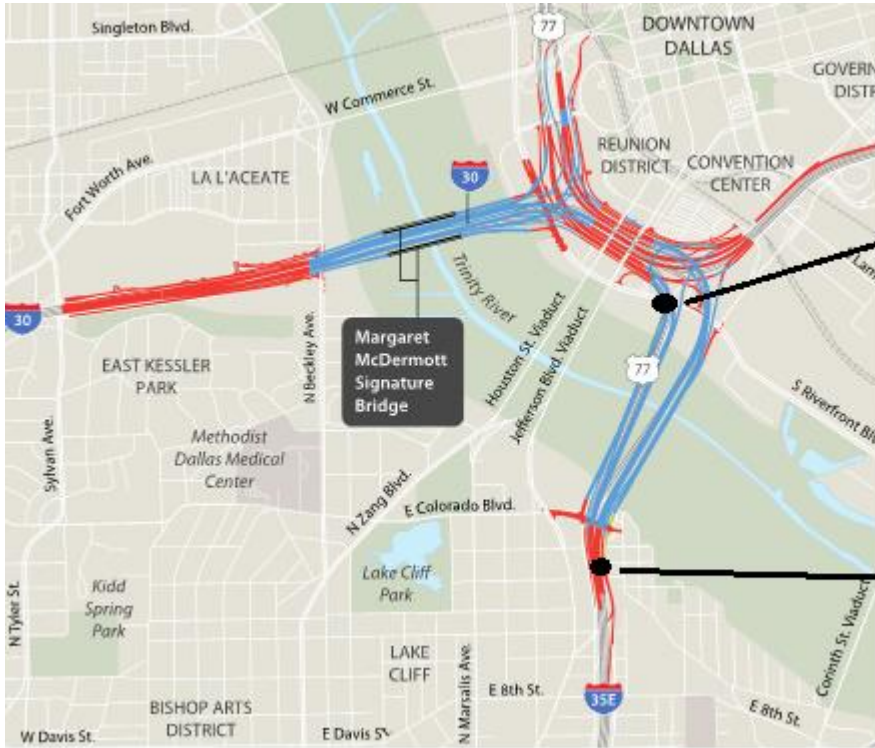 Singleton Blvd.
77
DOWNTOWN
DALLAS
W Commerce St.
Fort Worth Ave.
LA L'ACEATE
30
REUNION
DISTRICT
CONVENTION
CENTER
Trinity River
30
Margaret
McDermott
Signature
Bridge
N Beckley Ave.
Houston St. Viaduct
Jefferson Blvd. Viaduct
77
EAST KESSLER
PARK
Sylvan Ave.
Methodist
Dallas Medical
Center
N Zang Blvd.
E Colorado Blvd.
Lake Cliff
Park
N Tyler St.
Kidd
Spring
Park
LAKE
CLIFF
N Marsalis Ave.
E 8th St.
35E
E 8th St.
Corinth St. Viaduct
BISHOP ARTS
DISTRICT
W Davis St.
E Davis
S Riverfront